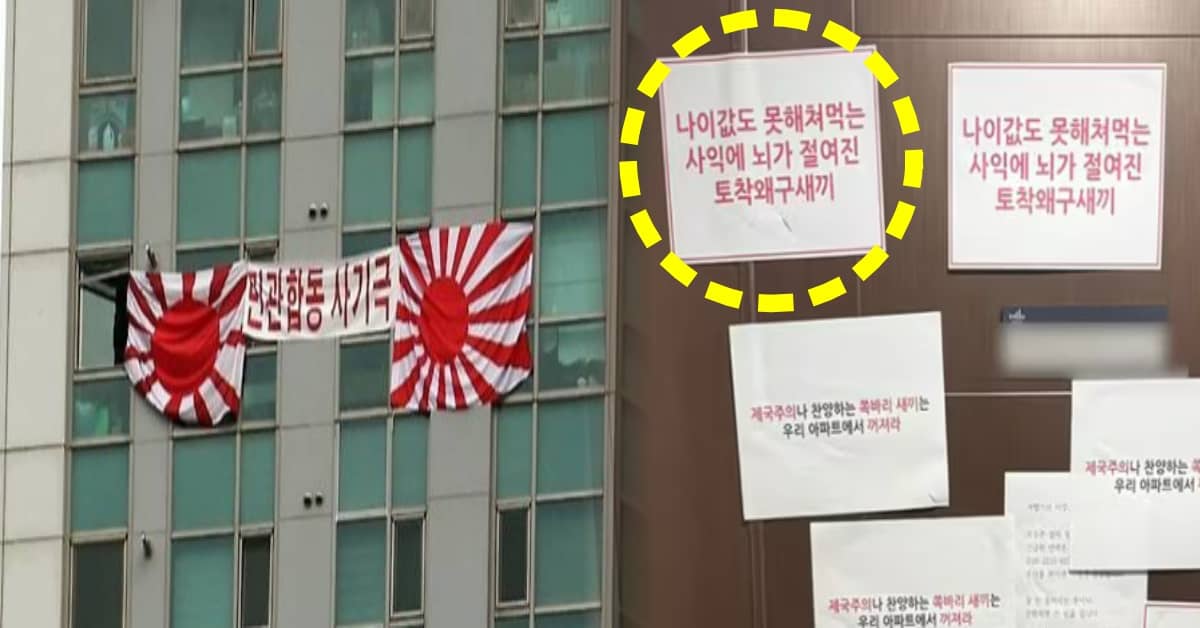 민관합동 사기극
나이값도 못해쳐먹는
사익에 뇌가 절여진
토착왜구새끼
나이값도 못해쳐먹는
사익에 뇌가 절여진
토착왜구새끼
제국주의나 찬양하는 쪽바리 새끼는
우리 아파트에서 꺼져라
제국주의나 찬양하는
우리 아파트에서
제국주의나 찬양하는 쪽바리 새끼는
우리 아파트에서 꺼져라